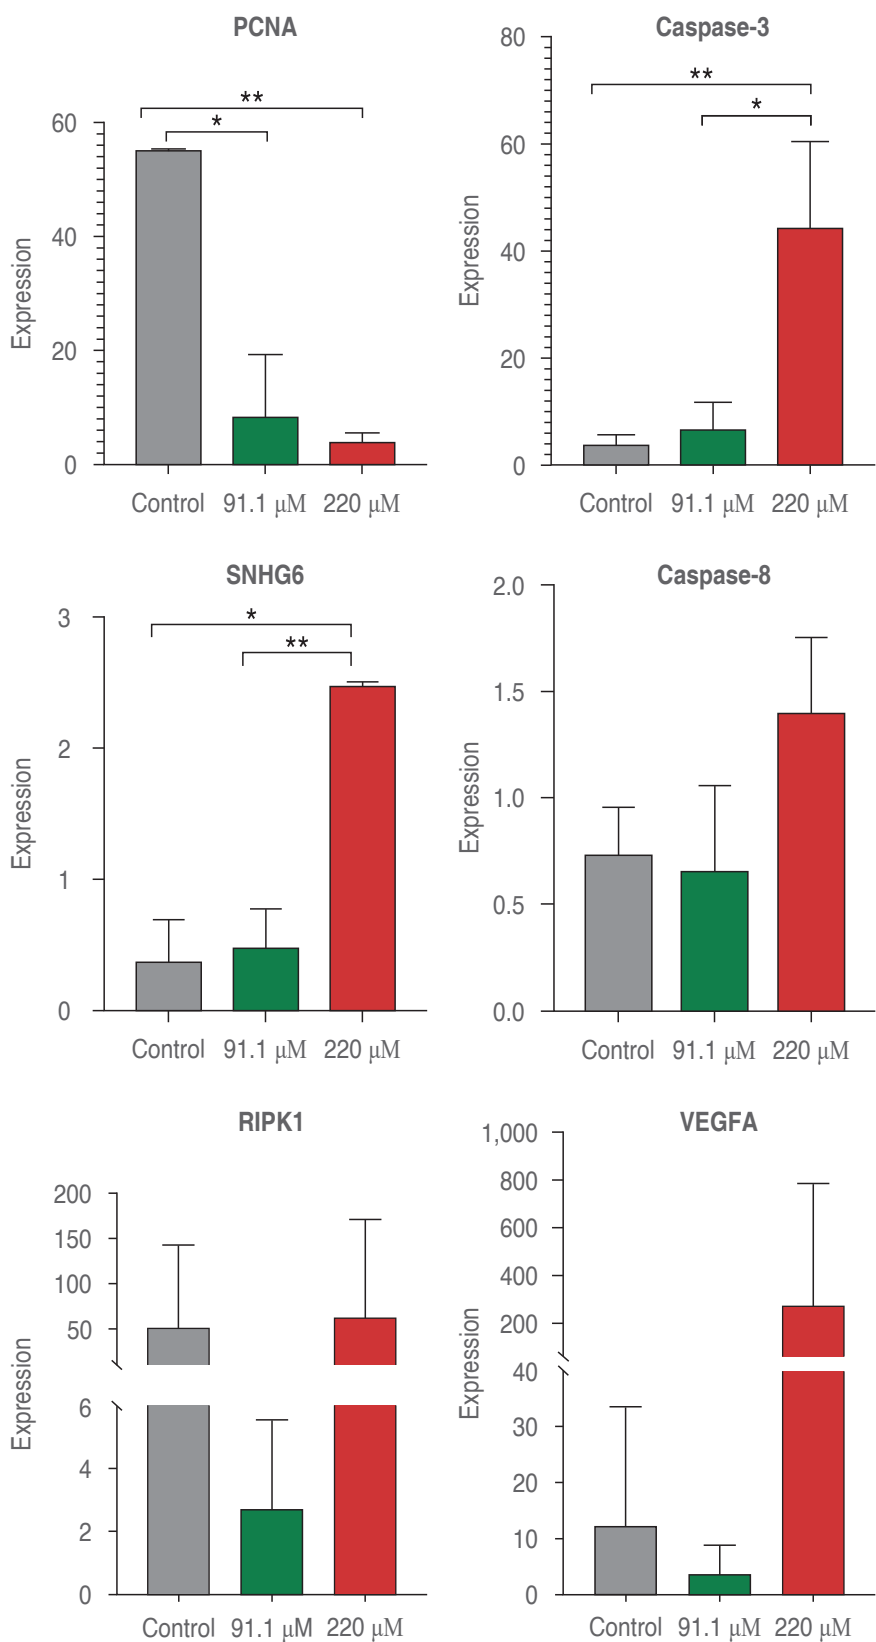 PCNA
**
*
60
40
20
0
Expression
Control 91.1 μM 220 μM
Caspase-3
80
**
*
60
40
20
0
Expression
Control 91.1 μM 220 μM
SNHG6
3
*
**
2
1
0
Expression
Control 91.1 μM 220 μM
Caspase-8
2.0
1.5
1.0
0.5
0.0
Expression
Control 91.1 μM 220 μM
RIPK1
200
150
100
50
6
4
2
0
Expression
Control 91.1 μM 220 μM
VEGFA
1,000
800
600
400
200
40
30
20
10
0
Expression
Control 91.1 μM 220 μM